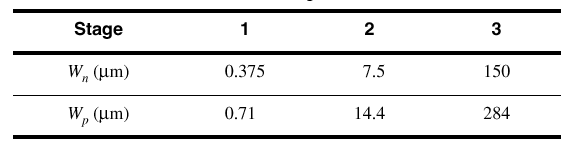 Stage 1 2 3
Wn (μm) 0.375 7.5 150
Wp (μm) 0.71 14.4 284